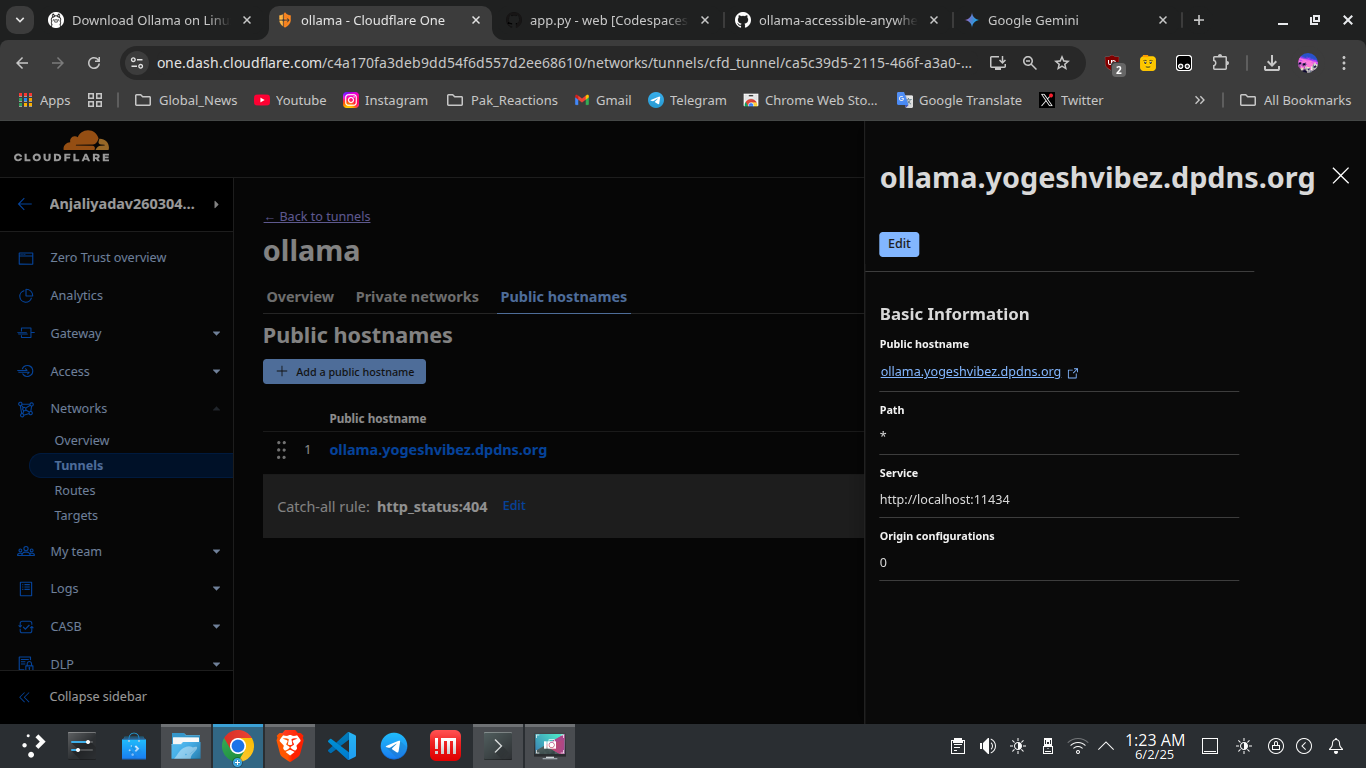 Download Ollama on Linu
ollama - Cloudflare One
app.py - web [Codespaces
ollama-accessible-anywhe
Google Gemini
one.dash.cloudflare.com/c4a170fa3deb9dd54f6d557d2ee68610/networks/tunnels/cfd_tunnel/ca5c39d5-2115-466f-a3a0-...
2
Apps
Global_News
Youtube
Instagram
Pak_Reactions
Gmail
Telegram
Chrome Web Sto...
Google Translate
Twitter
All Bookmarks
CLOUDFLARE
Anjaliyadav260304...
Zero Trust overview
Analytics
Gateway
Access
Networks
Overview
Tunnels
Routes
Targets
My team
Logs
CASB
DLP
Collapse sidebar
← Back to tunnels
ollama
Overview
Private networks
Public hostnames
Public hostnames
+ Add a public hostname
Public hostname
1 ollama.yogeshvibez.dpdns.org
Catch-all rule: http_status:404 Edit
ollama.yogeshvibez.dpdns.org
Edit
Basic Information
Public hostname
ollama.yogeshvibez.dpdns.org
Path
*
Service
http://localhost:11434
Origin configurations
0
1:23 AM
6/2/25